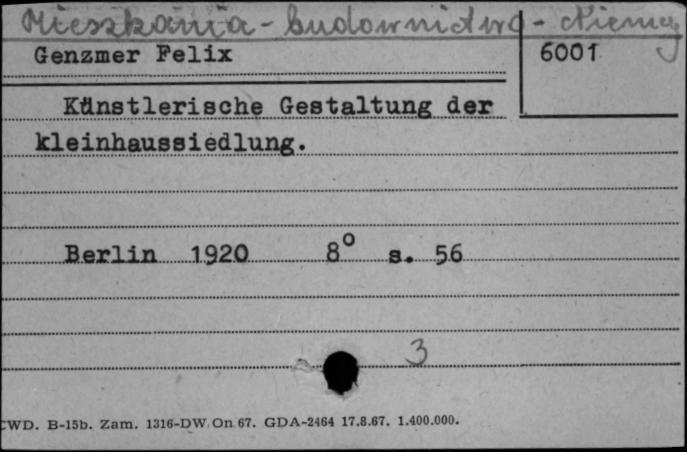 Mieszkania - budownictwo - Niemcy
Genzmer Felix 6001
Künstlerische Gestaltung der
kleinhaussiedlung.
Berlin 1920 8° s. 56
3
CWD. B-15b. Zam. 1316-DW. On 67. GDA-2464 17.8.67. 1.400.000.